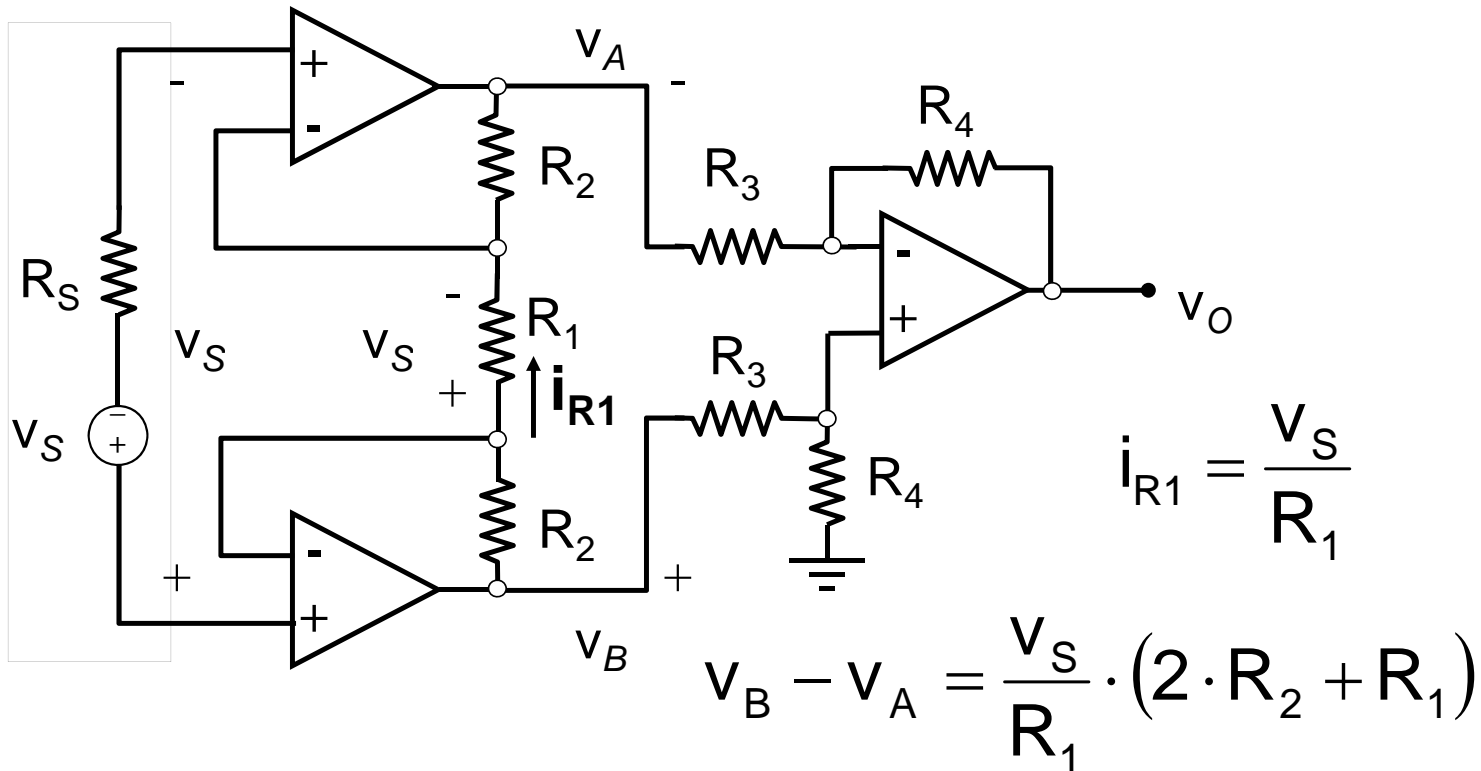 v_A
-
-
+
-
R_4
R_2
R_3
R_S
-
-
v_S
v_S
R_1
i_R1
+
+
v_O
R_3
v_S
−
+
R_4
i_R1 = v_S / R_1
-
R_2
+
+
+
v_B
v_B − v_A = v_S / R_1 · (2 · R_2 + R_1)